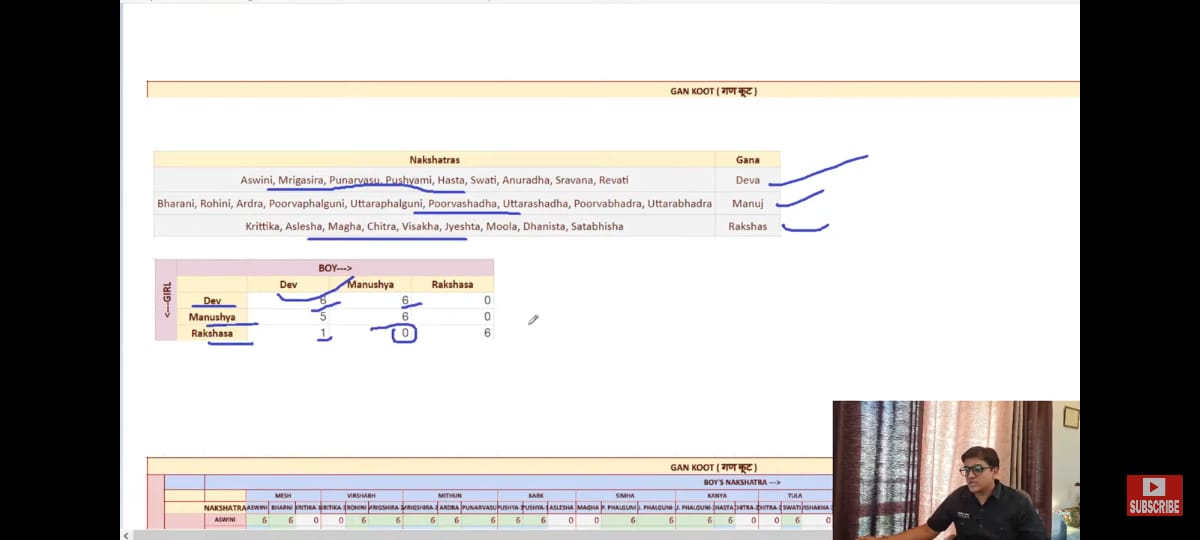 GAN KOOT ( गण कूट )
Nakshatras Gana
Aswini, Mrigasira, Punarvasu, Pushyami, Hasta, Swati, Anuradha, Sravana, Revati Deva
Bharani, Rohini, Ardra, Poorvaphalguni, Uttaraphalguni, Poorvashadha, Uttarashadha, Poorvabhadra, Uttarabhadra Manuj
Krittika, Aslesha, Magha, Chitra, Visakha, Jyeshta, Moola, Dhanista, Satabhisha Rakshas
<---GIRL
BOY--->
Dev Manushya Rakshasa
Dev 6 6 0
Manushya 5 6 0
Rakshasa 1 0 6
GAN KOOT ( गण कूट )
BOY'S NAKSHATRA --->
MESH VIRSHABH MITHUN KARK SIMHA KANYA TULA
NAKSHATRA ASWINI BHARNI KRITIKA- KRITIKA- ROHINI MRIGSHIRA- MRIGSHIRA- ARDRA PUNARVASU PUSHYA- ASLESHA MAGHA P. PHALGUNI U. PHALGUNI U. PHALGUNI HASTA CHITRA- CHITRA- SWATI VISHAKHA-
ASWINI 6 6 0 0 6 6 6 6 6 6 6 0 0 6 6 6 6 0 0 6 0
SUBSCRIBE